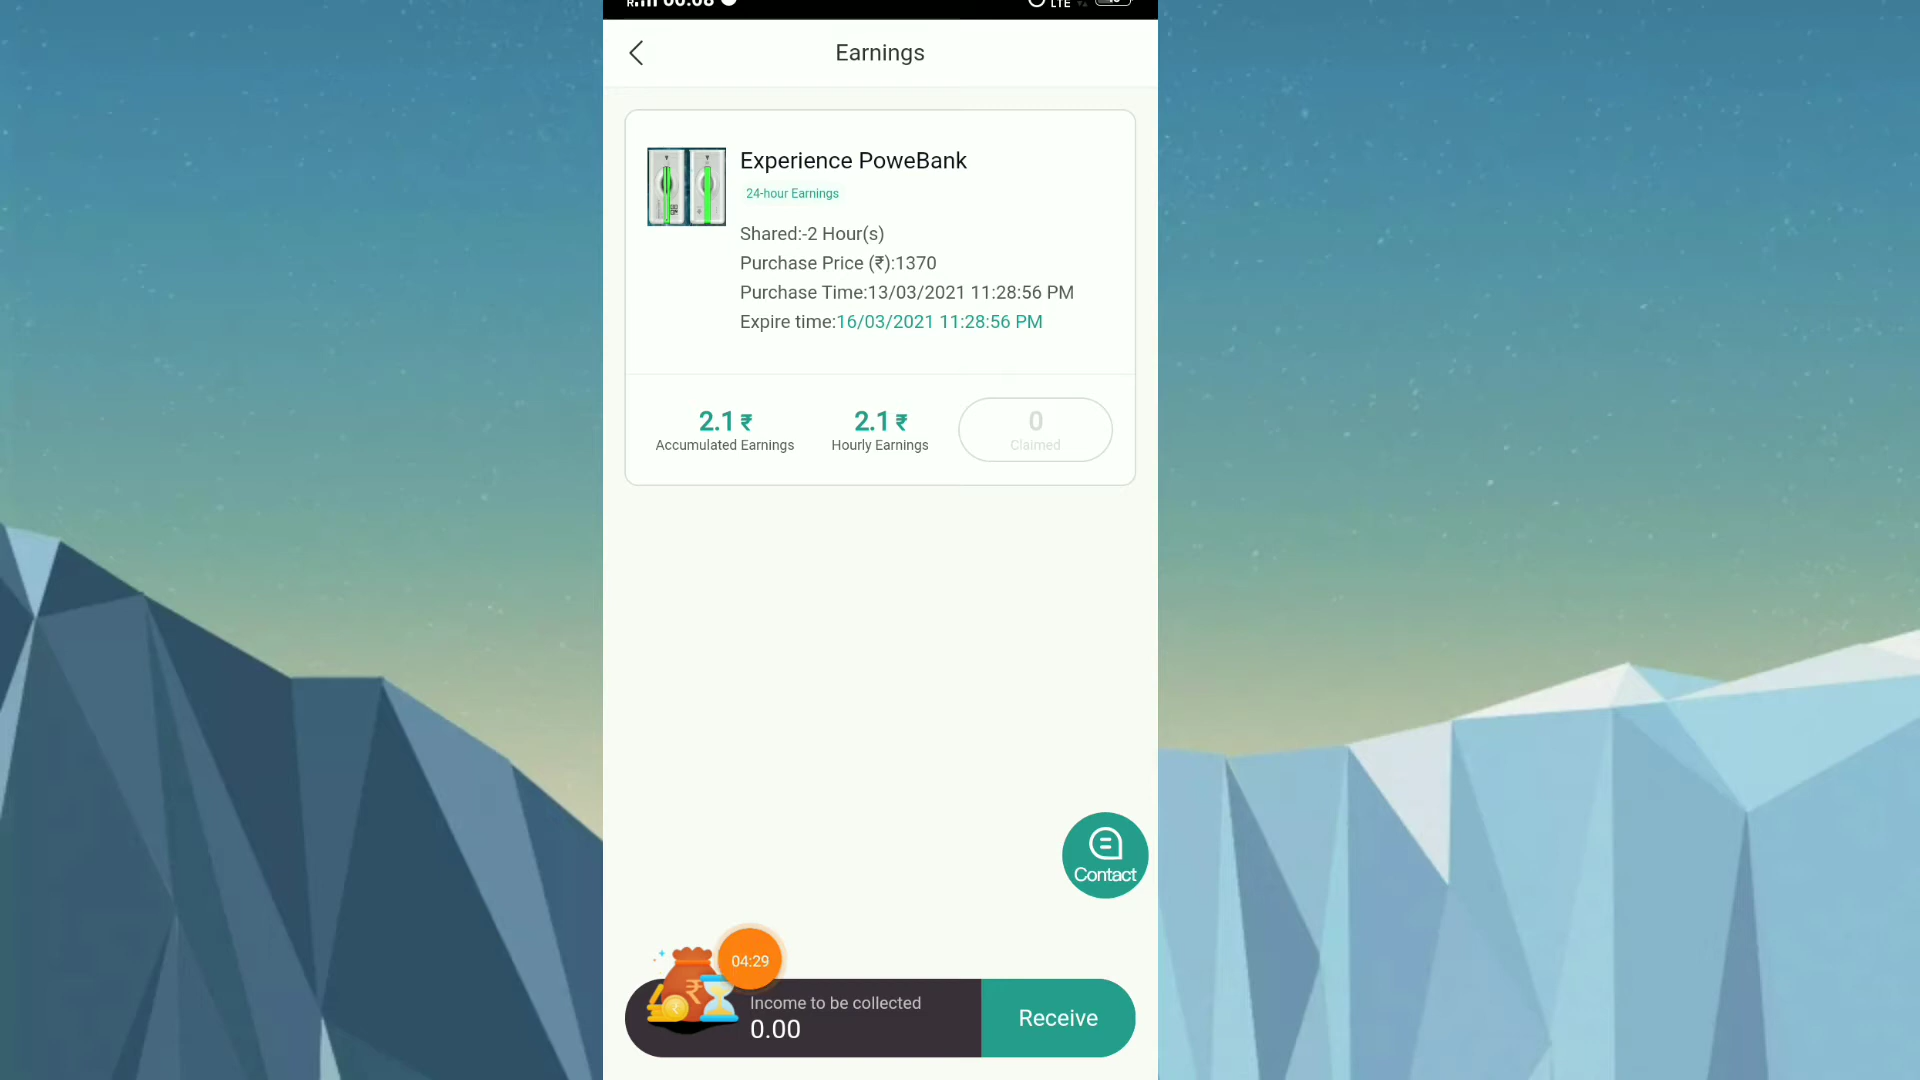 LTE
Earnings
Experience PoweBank
24-hour Earnings
Shared:-2 Hour(s)
Purchase Price (₹):1370
Purchase Time:13/03/2021 11:28:56 PM
Expire time:16/03/2021 11:28:56 PM
2.1 ₹
Accumulated Earnings
2.1 ₹
Hourly Earnings
0
Claimed
Contact
04:29
Income to be collected
0.00
Receive